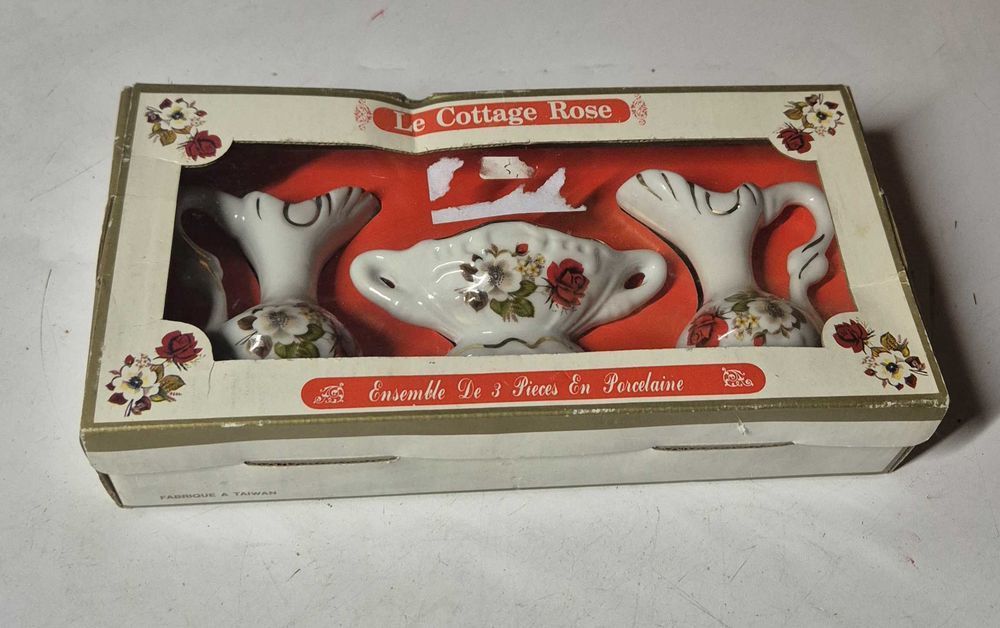 Le Cottage Rose
Ensemble De 3 Pieces En Porcelaine
FABRIQUE A TAIWAN